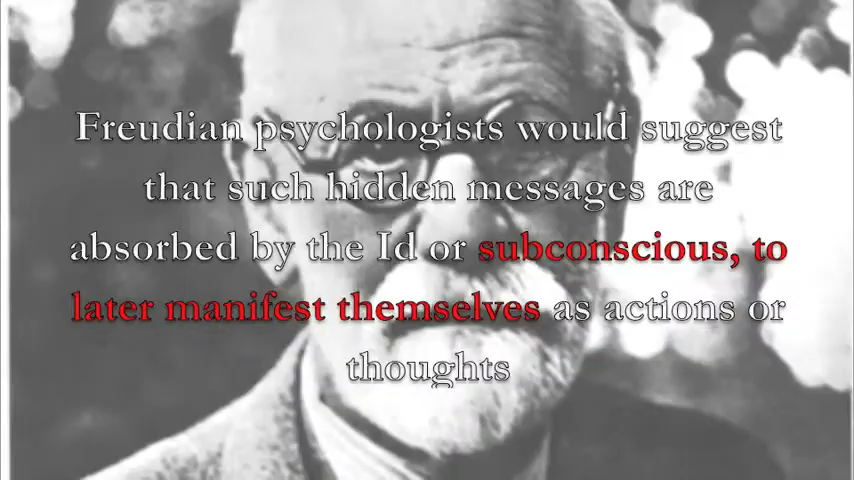 Freudian psychologists would suggest
that such hidden messages are
absorbed by the Id or subconscious, to
later manifest themselves as actions or
thoughts